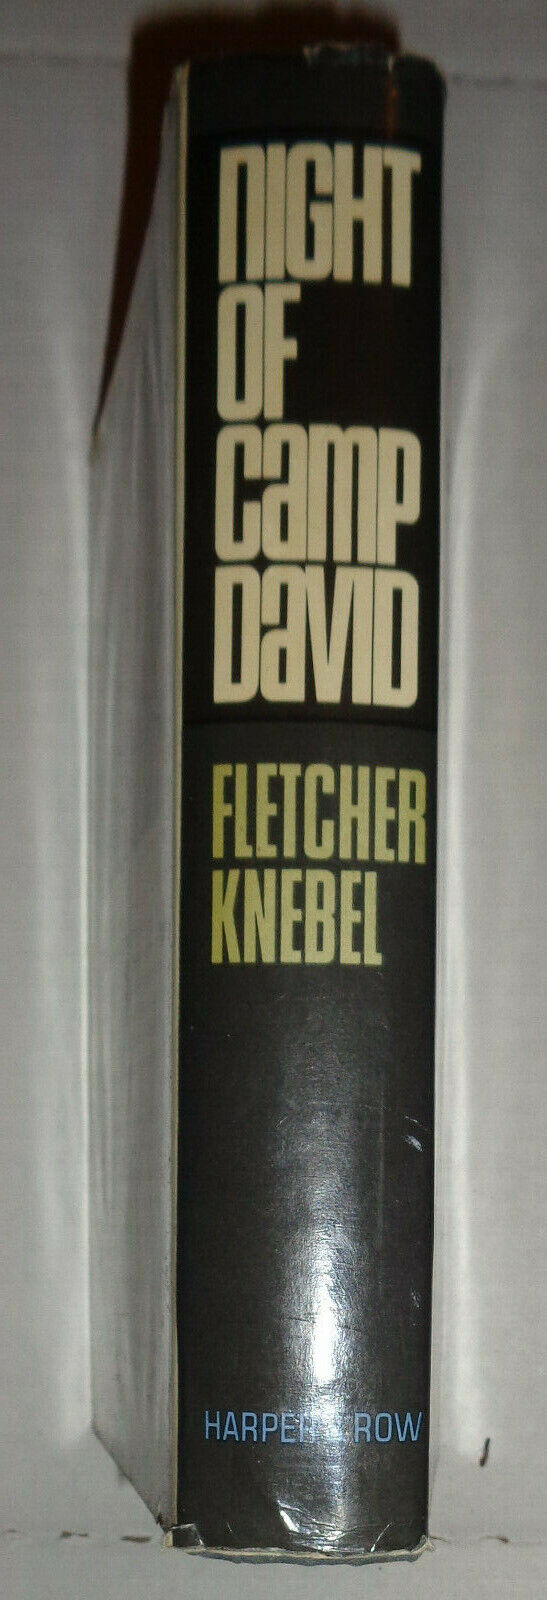 NIGHT
OF
CAMP
DAVID
FLETCHER
KNEBEL
HARPER & ROW